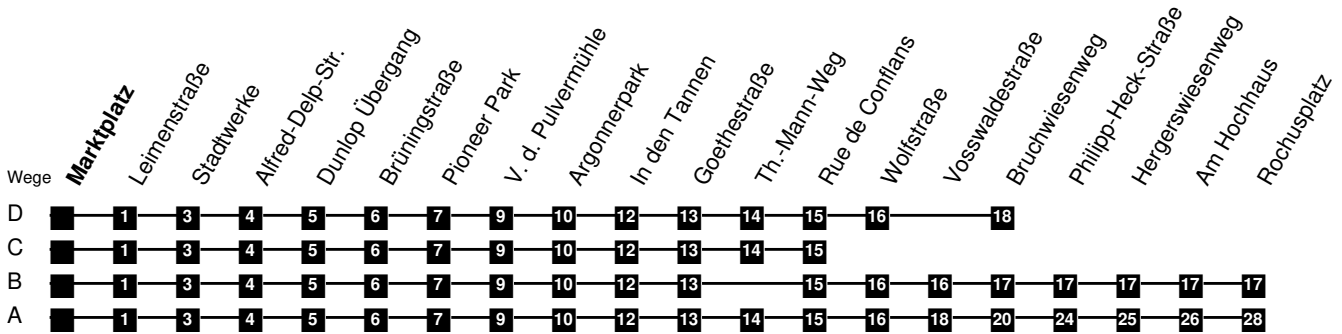 Marktplatz
Leimenstraße
Stadtwerke
Alfred-Delp-Str.
Dunlop Übergang
Brüningstraße
Pioneer Park
V. d. Pulvermühle
Argonnerpark
In den Tannen
Goethestraße
Th.-Mann-Weg
Rue de Conflans
Wolfstraße
Vosswaldestraße
Bruchwiesenweg
Philipp-Heck-Straße
Hergerswiesenweg
Am Hochhaus
Rochusplatz
Wege
D 1 3 4 5 6 7 9 10 12 13 14 15 16 18
C 1 3 4 5 6 7 9 10 12 13 14 15
B 1 3 4 5 6 7 9 10 12 13 15 16 16 17 17 17 17 17
A 1 3 4 5 6 7 9 10 12 13 14 15 16 18 20 24 25 26 28